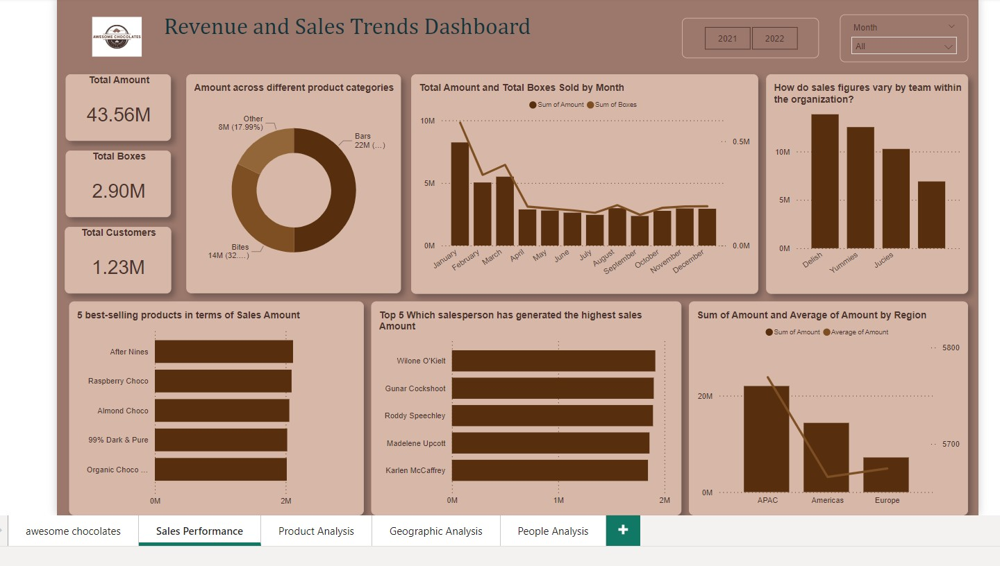 AWESOME CHOCOLATES
Revenue and Sales Trends Dashboard
2021
2022
Month
All
Total Amount
43.56M
Total Boxes
2.90M
Total Customers
1.23M
Amount across different product categories
Other
8M (17.99%)
Bars
22M (...)
Bites
14M (32....)
Total Amount and Total Boxes Sold by Month
Sum of Amount Sum of Boxes
10M
5M
0M
0.5M
0.0M
January
February
March
April
May
June
July
August
September
October
November
December
How do sales figures vary by team within
the organization?
10M
5M
0M
Delish
Yummies
Jucies
5 best-selling products in terms of Sales Amount
After Nines
Raspberry Choco
Almond Choco
99% Dark & Pure
Organic Choco ...
0M
2M
Top 5 Which salesperson has generated the highest sales
Amount
Wilone O'Kielt
Gunar Cockshoot
Roddy Speechley
Madelene Upcott
Karlen McCaffrey
0M
1M
2M
Sum of Amount and Average of Amount by Region
Sum of Amount Average of Amount
20M
0M
5800
5700
APAC
Americas
Europe
awesome chocolates
Sales Performance
Product Analysis
Geographic Analysis
People Analysis
+